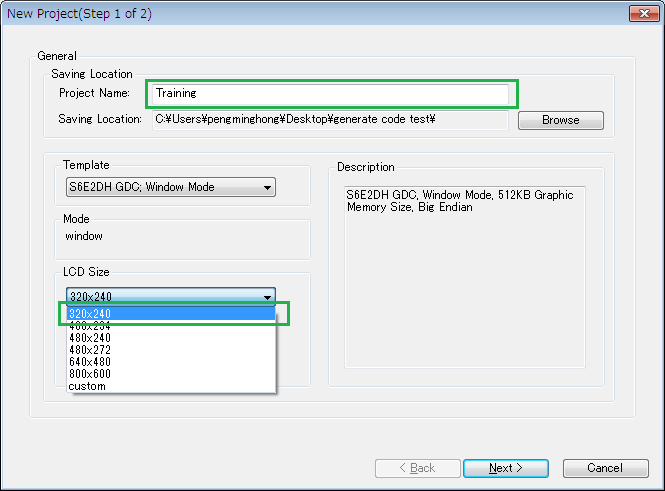 New Project(Step 1 of 2)
General
Saving Location
Project Name: Training
Saving Location: C:¥Users¥pengminghong¥Desktop¥generate code test¥ Browse
Template
S6E2DH GDC; Window Mode
Mode
window
LCD Size
320x240
320x240
480x240
480x272
640x480
800x600
custom
Description
S6E2DH GDC, Window Mode, 512KB Graphic
Memory Size, Big Endian
< Back Next > Cancel